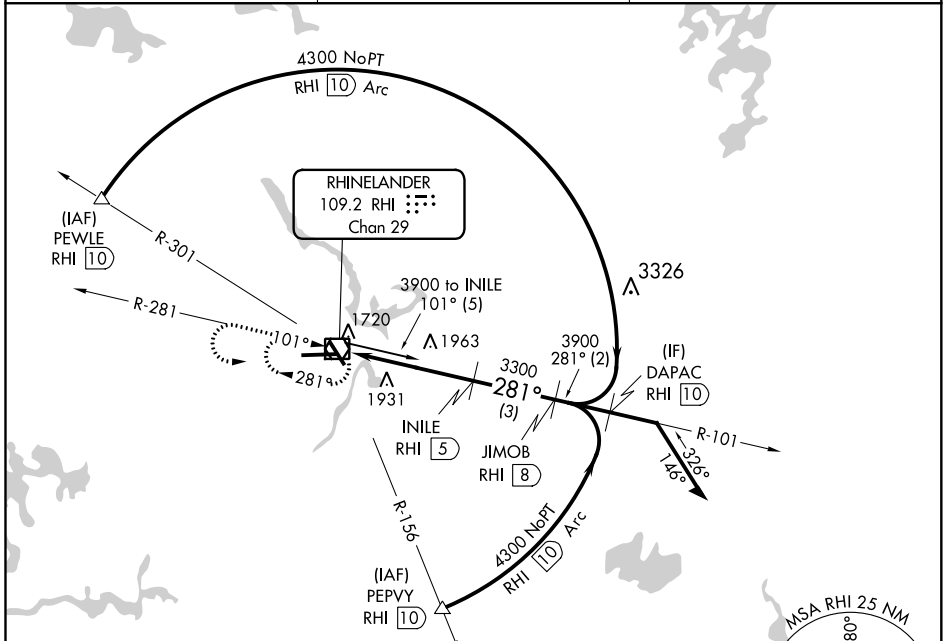 4300 NoPT
RHI 10 Arc
RHINELANDER
109.2 RHI
Chan 29
(IAF)
PEWLE
RHI 10
R-301
3326
3900 to INILE
101° (5)
R-281
1720
101°
1963
3900
281° (2)
(IF)
DAPAC
RHI 10
281°
1931
3300
281°
(3)
INILE
RHI 5
JIMOB
RHI 8
R-101
326°
146°
R-156
4300 NoPT
RHI 10 Arc
(IAF)
PEPVY
RHI 10
MSA RHI 25 NM
80°